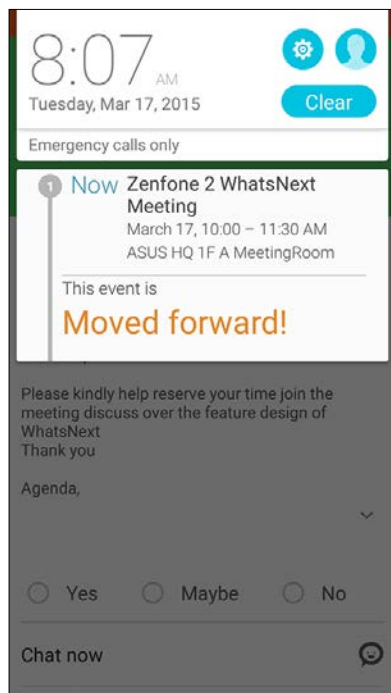 8:07 AM
Tuesday, Mar 17, 2015
Clear
Emergency calls only
1 Now Zenfone 2 WhatsNext
Meeting
March 17, 10:00 – 11:30 AM
ASUS HQ 1F A MeetingRoom
This event is
Moved forward!
Please kindly help reserve your time join the
meeting discuss over the feature design of
WhatsNext
Thank you
Agenda,
Yes Maybe No
Chat now